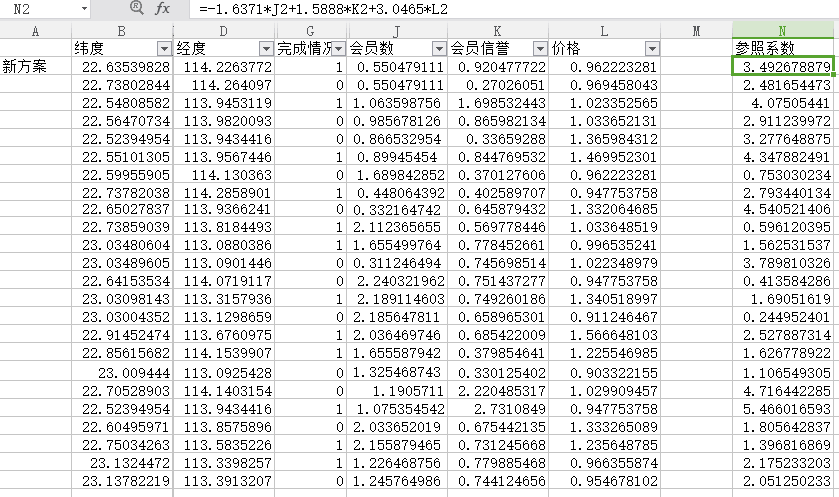 N2 fx =-1.6371*J2+1.5888*K2+3.0465*L2
A B D G J K L M N
纬度 经度 完成情况 会员数 会员信誉 价格 参照系数
新方案 22.63539828 114.2263772 1 0.550479111 0.920477722 0.962223281 3.492678879
22.73802844 114.264097 0 0.550479111 0.27026051 0.969458043 2.481654473
22.54808582 113.9453119 1 1.063598756 1.698532443 1.023352565 4.07505441
22.56470734 113.9820093 0 0.985678126 0.865982134 1.033652131 2.911239972
22.52394954 113.9434416 0 0.866532954 0.33659288 1.365984312 3.277648875
22.55101305 113.9567446 1 0.89945454 0.844769532 1.469952301 4.347882491
22.59955905 114.130363 0 1.689842852 0.370127606 0.962223281 0.753030234
22.73782038 114.2858901 1 0.448064392 0.402589707 0.947753758 2.793440134
22.65027837 113.9366241 0 0.332164742 0.645879432 1.332064685 4.540521406
22.73859039 113.8184493 1 2.112365655 0.569778446 1.033648519 0.596120395
23.03480604 113.0880386 1 1.655499764 0.778452661 0.996535241 1.562531537
23.03489605 113.0901446 0 0.311246494 0.745698514 1.022348979 3.789810326
22.64153534 114.0719117 0 2.240321962 0.751437277 0.947753758 0.413584286
23.03098143 113.3157936 1 2.189114603 0.749260186 1.340518997 1.69051619
23.03004352 113.1298659 0 2.185647811 0.658965301 0.911246467 0.244952401
22.91452474 113.6760975 1 2.036469746 0.685422009 1.566648103 2.527887314
22.85615682 114.1539907 1 1.655587942 0.379854641 1.225546985 1.626778922
23.009444 113.0925428 0 1.325468743 0.330125402 0.903322155 1.106549305
22.70528903 114.1403154 0 1.1905711 2.220485317 1.029909457 4.716442285
22.52394954 113.9434416 1 1.075354542 2.7310849 0.947753758 5.466016593
22.60495971 113.8575896 0 2.033652019 0.675442135 1.333265089 1.805642837
22.75034263 113.5835226 1 2.155879465 0.731245668 1.235648785 1.396816869
23.1324472 113.3398257 1 1.226468756 0.779885468 0.966355874 2.175233203
23.13782219 113.3913207 0 1.245764986 0.744124656 0.954678102 2.051250233